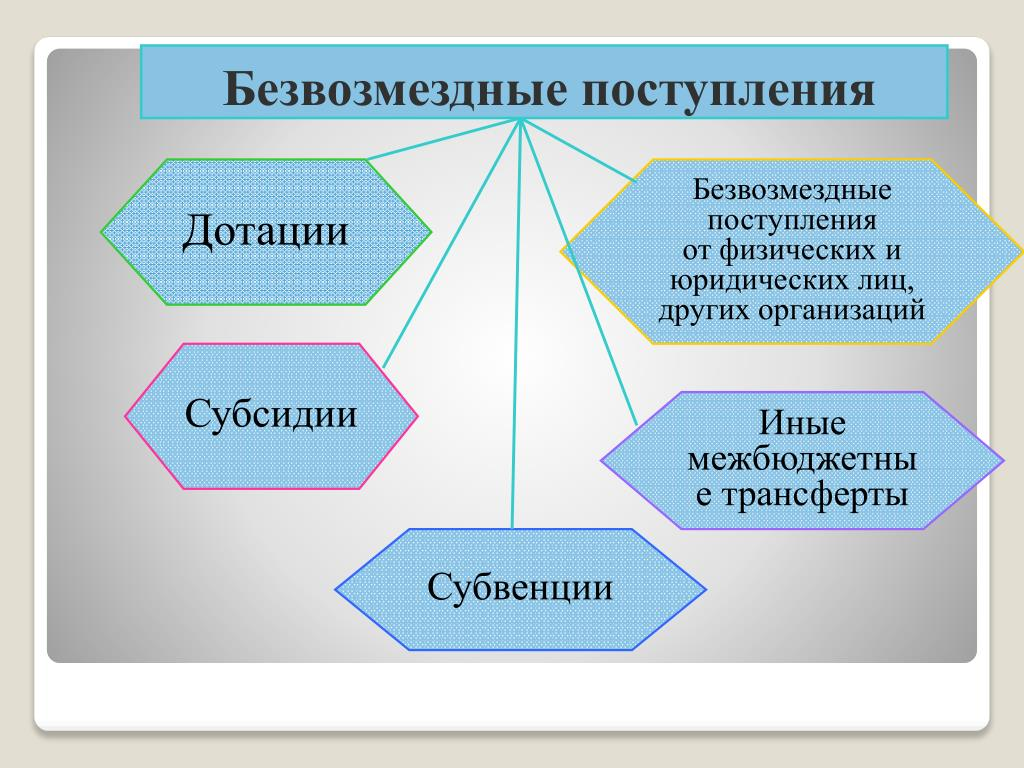 Безвозмездные поступления
Дотации
Безвозмездные
поступления
от физических и
юридических лиц,
других организаций
Субсидии
Иные
межбюджетны
е трансферты
Субвенции